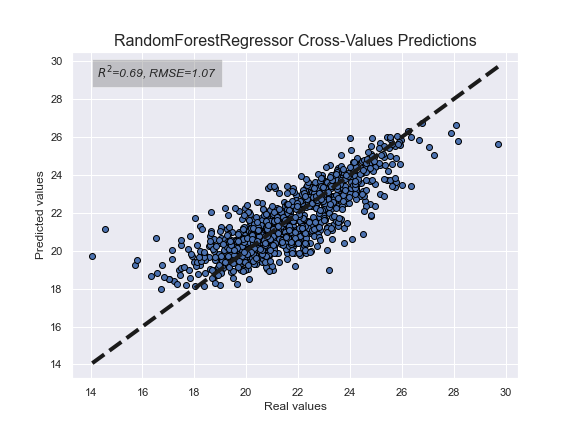 RandomForestRegressor Cross-Values Predictions
R²=0.69, RMSE=1.07
30
28
26
24
22
20
18
16
14
Predicted values
14 16 18 20 22 24 26 28 30
Real values